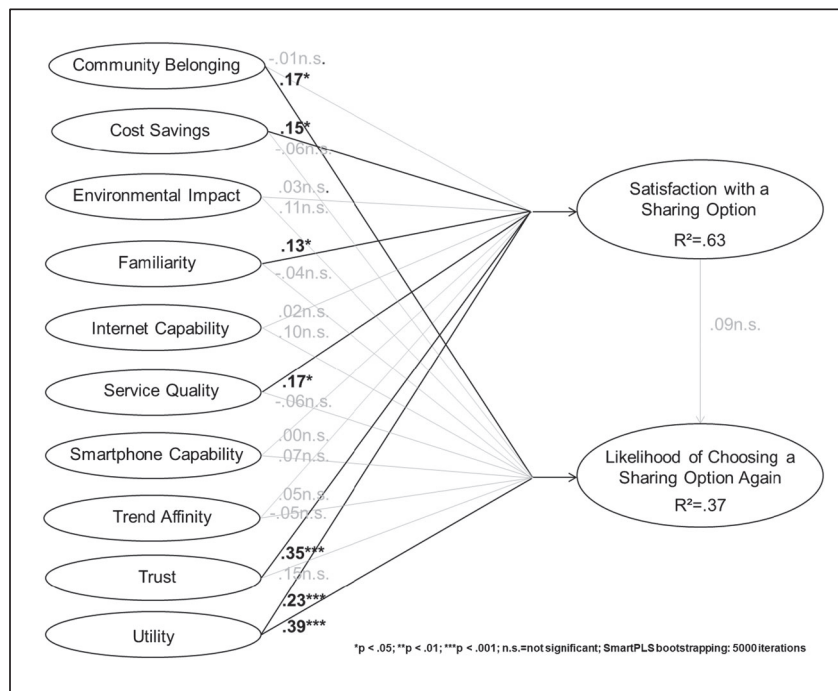 Community Belonging
-.01n.s.
.17*
Cost Savings
.15*
-.06n.s.
Environmental Impact
.03n.s.
.11n.s.
Familiarity
.13*
-.04n.s.
Internet Capability
.02n.s.
.10n.s.
Service Quality
.17*
-.06n.s.
Smartphone Capability
.00n.s.
.07n.s.
Trend Affinity
.05n.s.
-.05n.s.
Trust
.35***
.15n.s.
Utility
.23***
.39***
Satisfaction with a
Sharing Option
R²=.63
.09n.s.
Likelihood of Choosing a
Sharing Option Again
R²=.37
*p < .05; **p < .01; ***p < .001; n.s.=not significant; SmartPLS bootstrapping: 5000 iterations